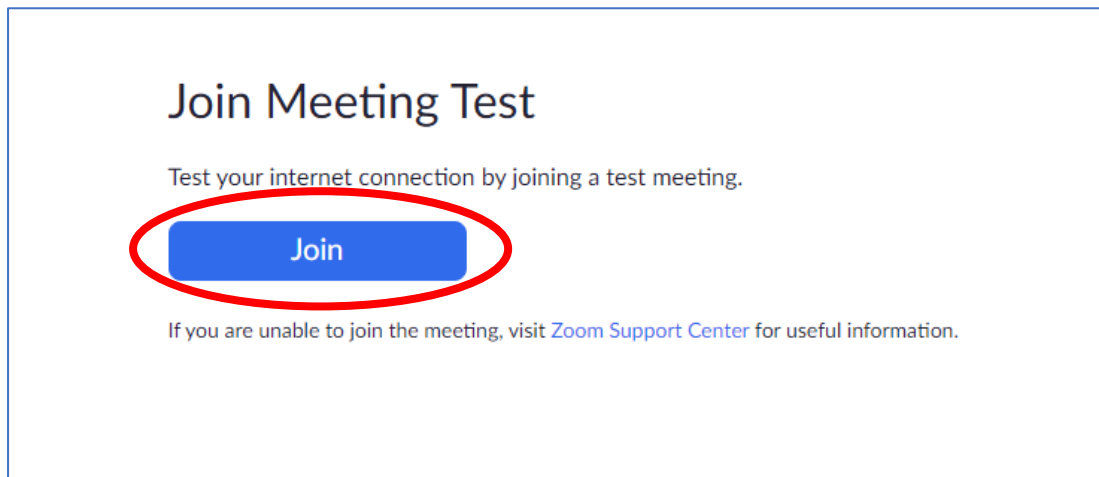 Join Meeting Test
Test your internet connection by joining a test meeting.
Join
If you are unable to join the meeting, visit Zoom Support Center for useful information.